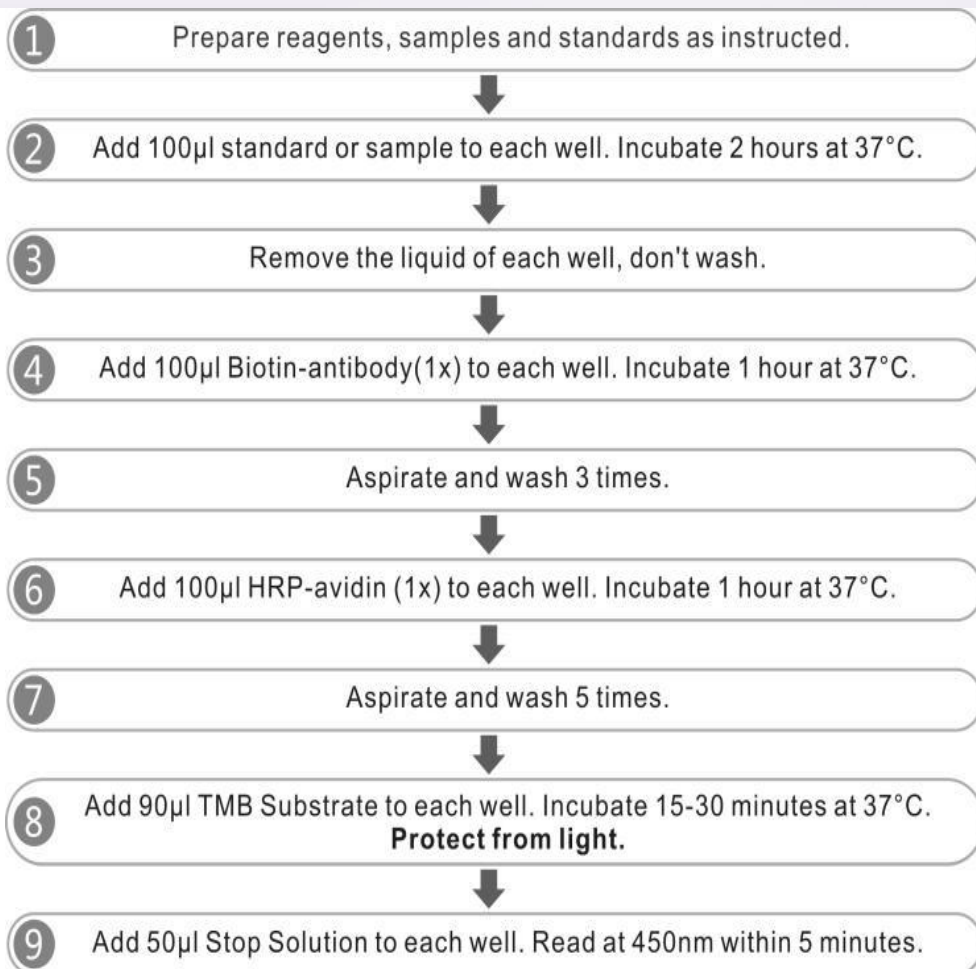 1 Prepare reagents, samples and standards as instructed.
2 Add 100µl standard or sample to each well. Incubate 2 hours at 37°C.
3 Remove the liquid of each well, don't wash.
4 Add 100µl Biotin-antibody(1x) to each well. Incubate 1 hour at 37°C.
5 Aspirate and wash 3 times.
6 Add 100µl HRP-avidin (1x) to each well. Incubate 1 hour at 37°C.
7 Aspirate and wash 5 times.
8 Add 90µl TMB Substrate to each well. Incubate 15-30 minutes at 37°C.
Protect from light.
9 Add 50µl Stop Solution to each well. Read at 450nm within 5 minutes.